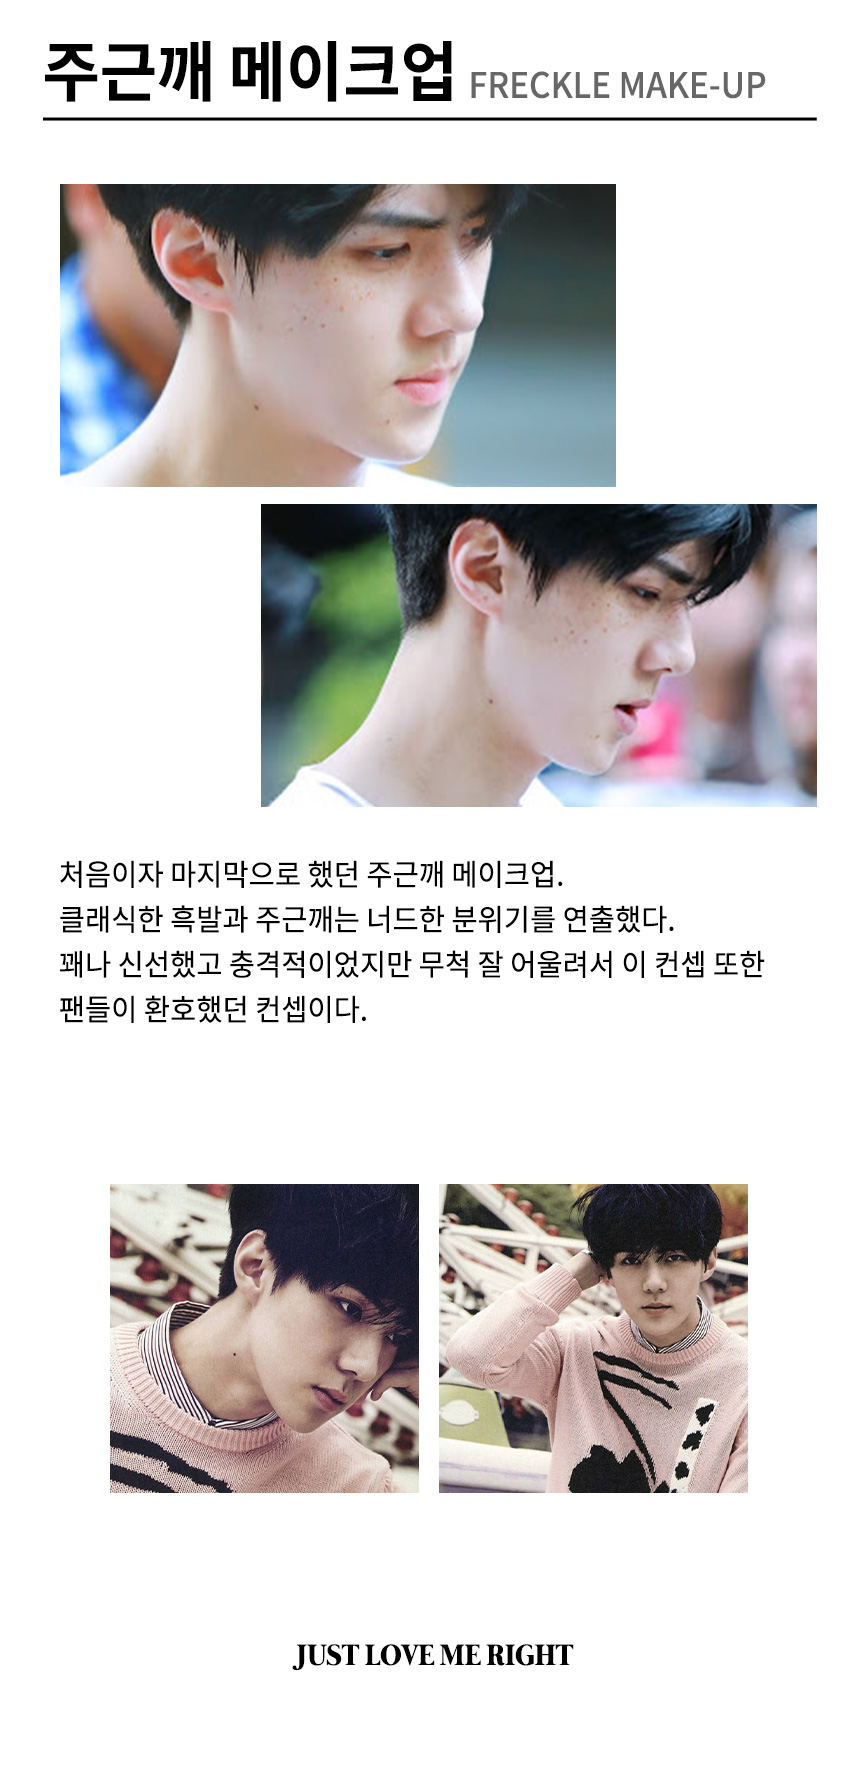 주근깨 메이크업 FRECKLE MAKE-UP
처음이자 마지막으로 했던 주근깨 메이크업.
클래식한 흑발과 주근깨는 너드한 분위기를 연출했다.
꽤나 신선했고 충격적이었지만 무척 잘 어울려서 이 컨셉 또한
팬들이 환호했던 컨셉이다.
JUST LOVE ME RIGHT